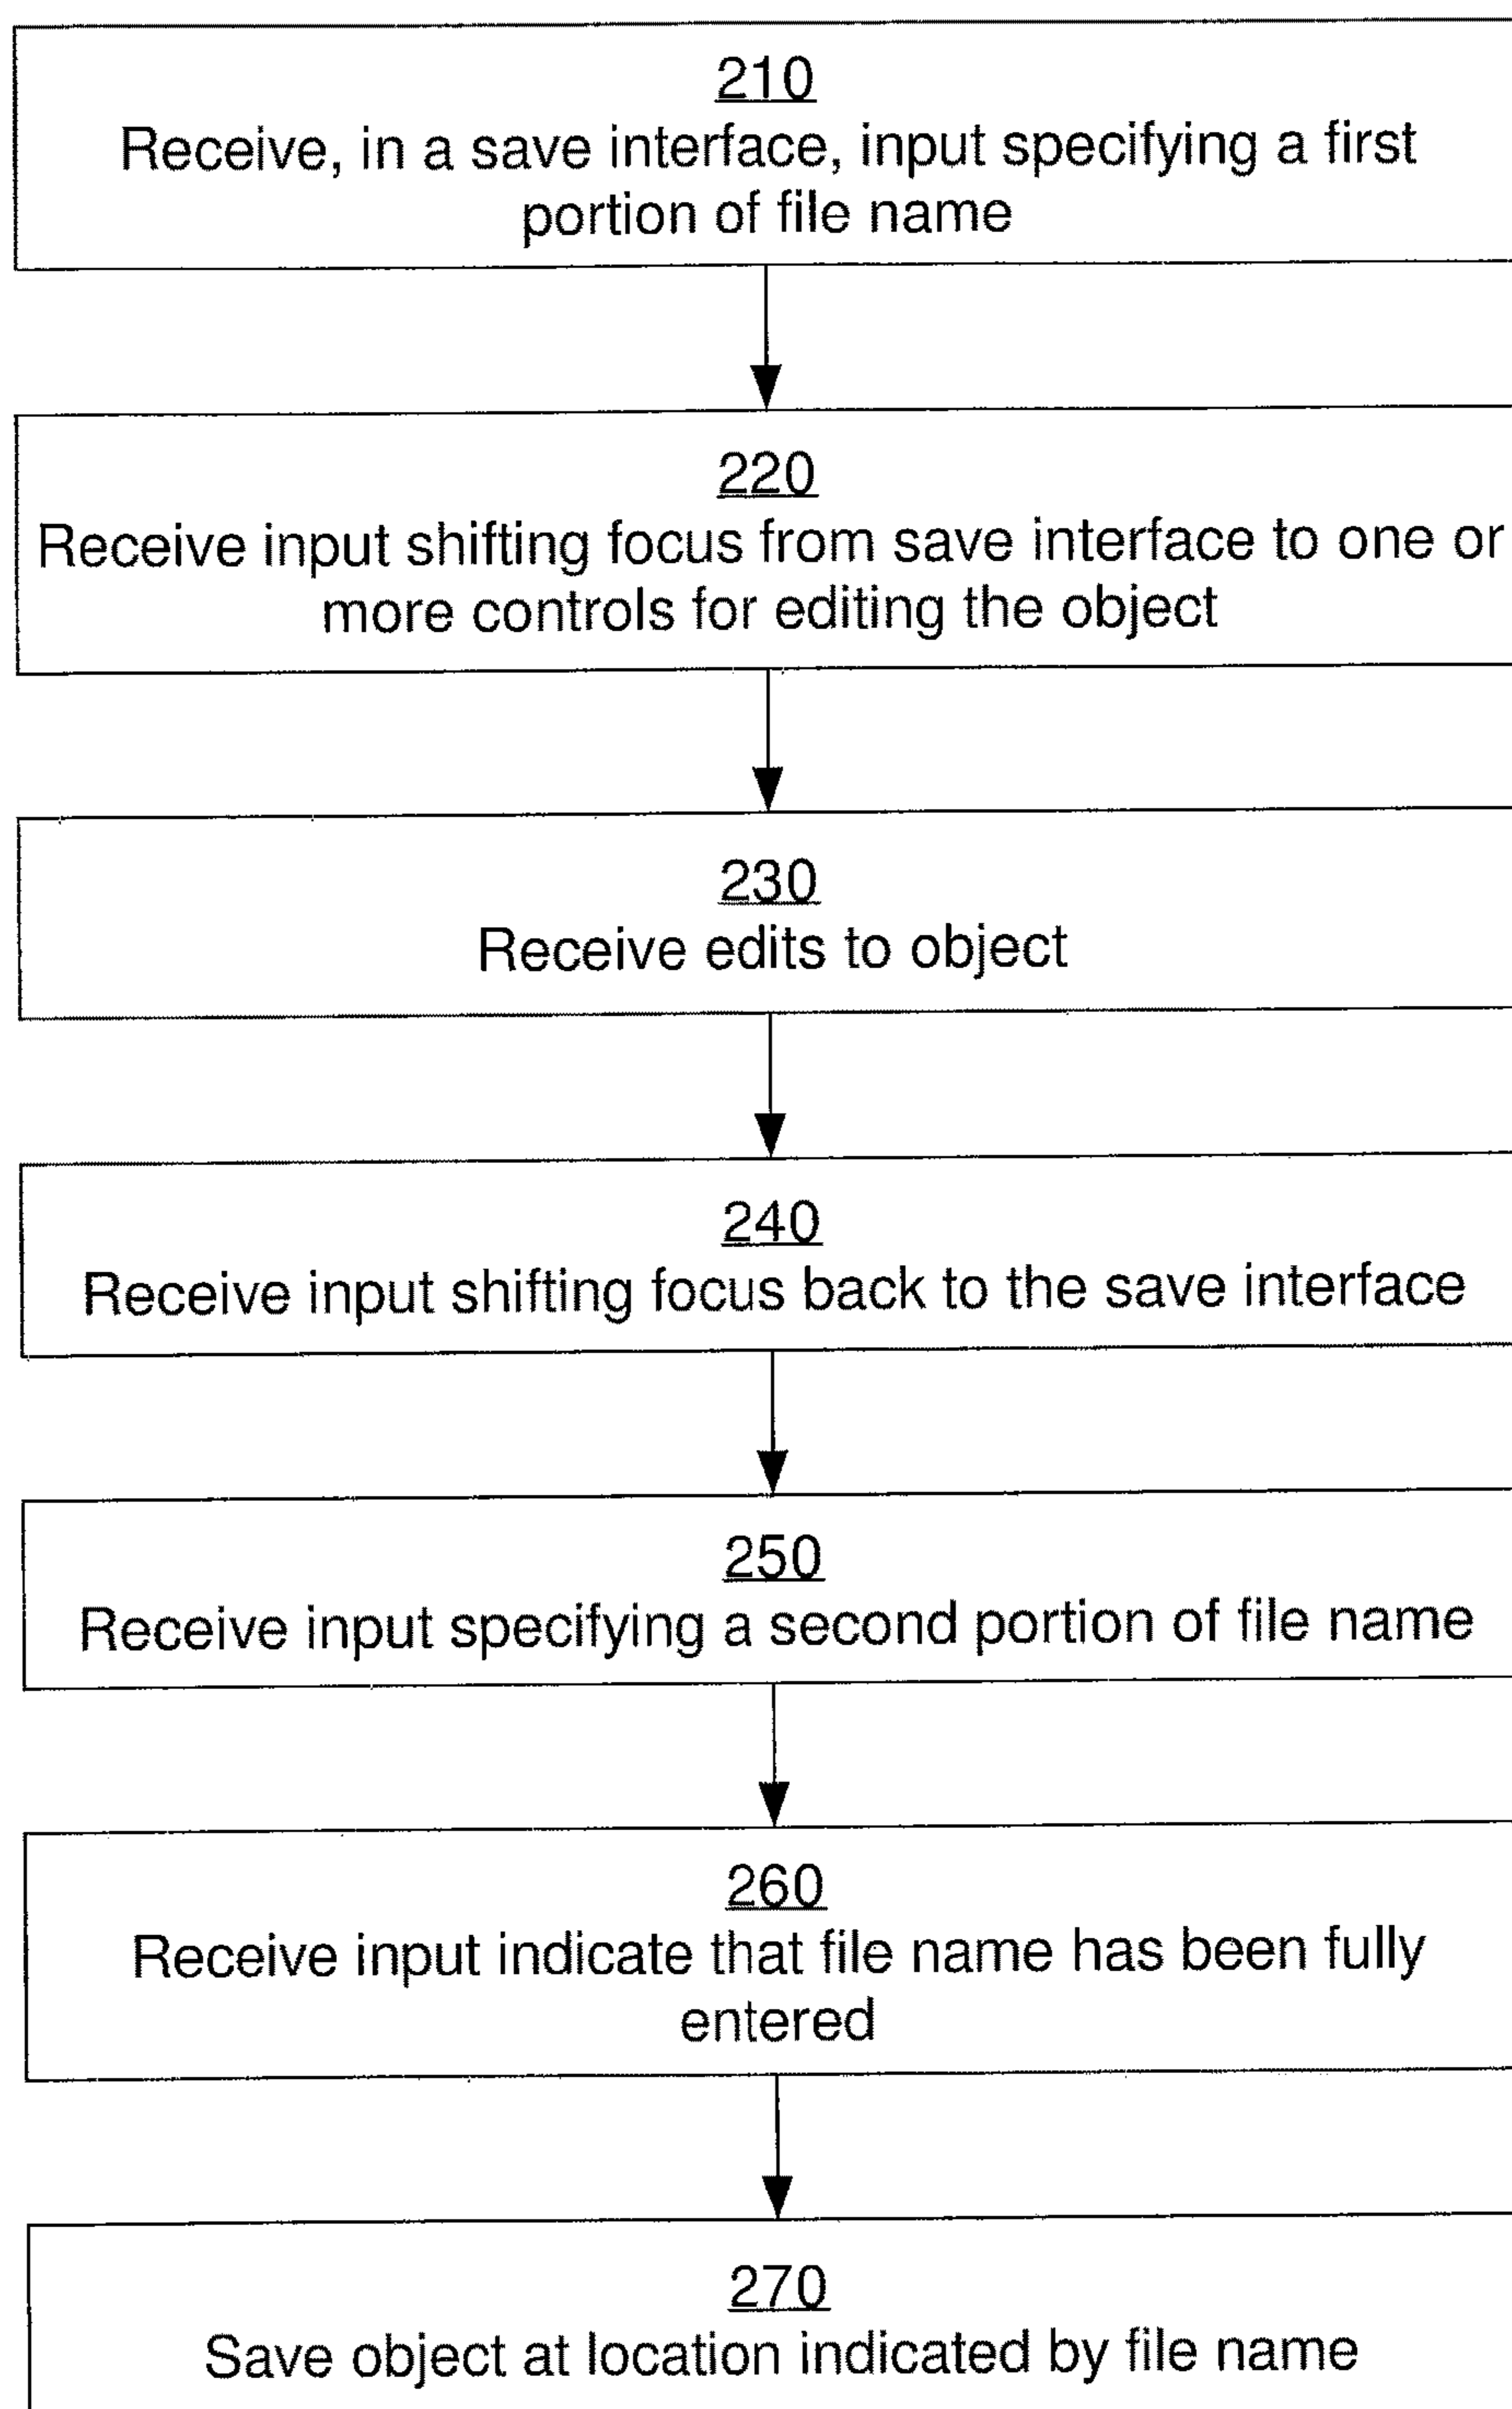 210
Receive, in a save interface, input specifying a first
portion of file name
220
Receive input shifting focus from save interface to one or
more controls for editing the object
230
Receive edits to object
240
Receive input shifting focus back to the save interface
250
Receive input specifying a second portion of file name
260
Receive input indicate that file name has been fully
entered
270
Save object at location indicated by file name